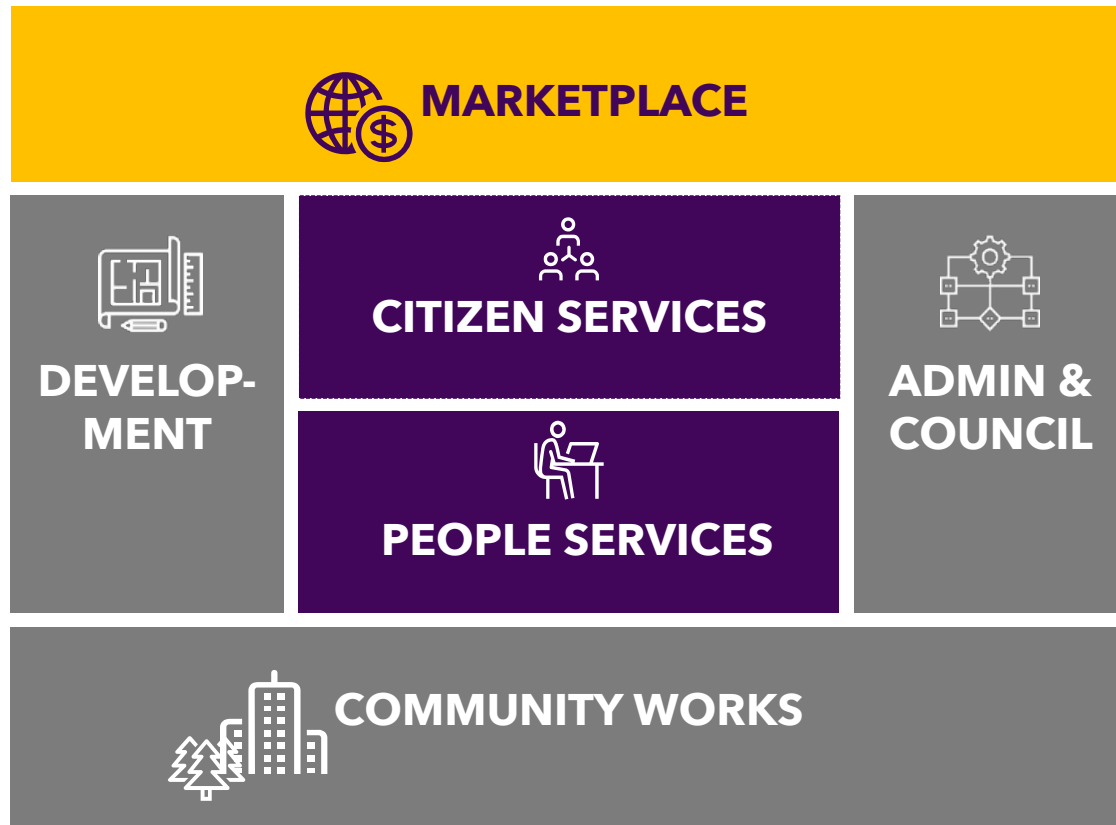 $
MARKETPLACE
CITIZEN SERVICES
DEVELOP-
MENT
ADMIN &
COUNCIL
PEOPLE SERVICES
COMMUNITY WORKS